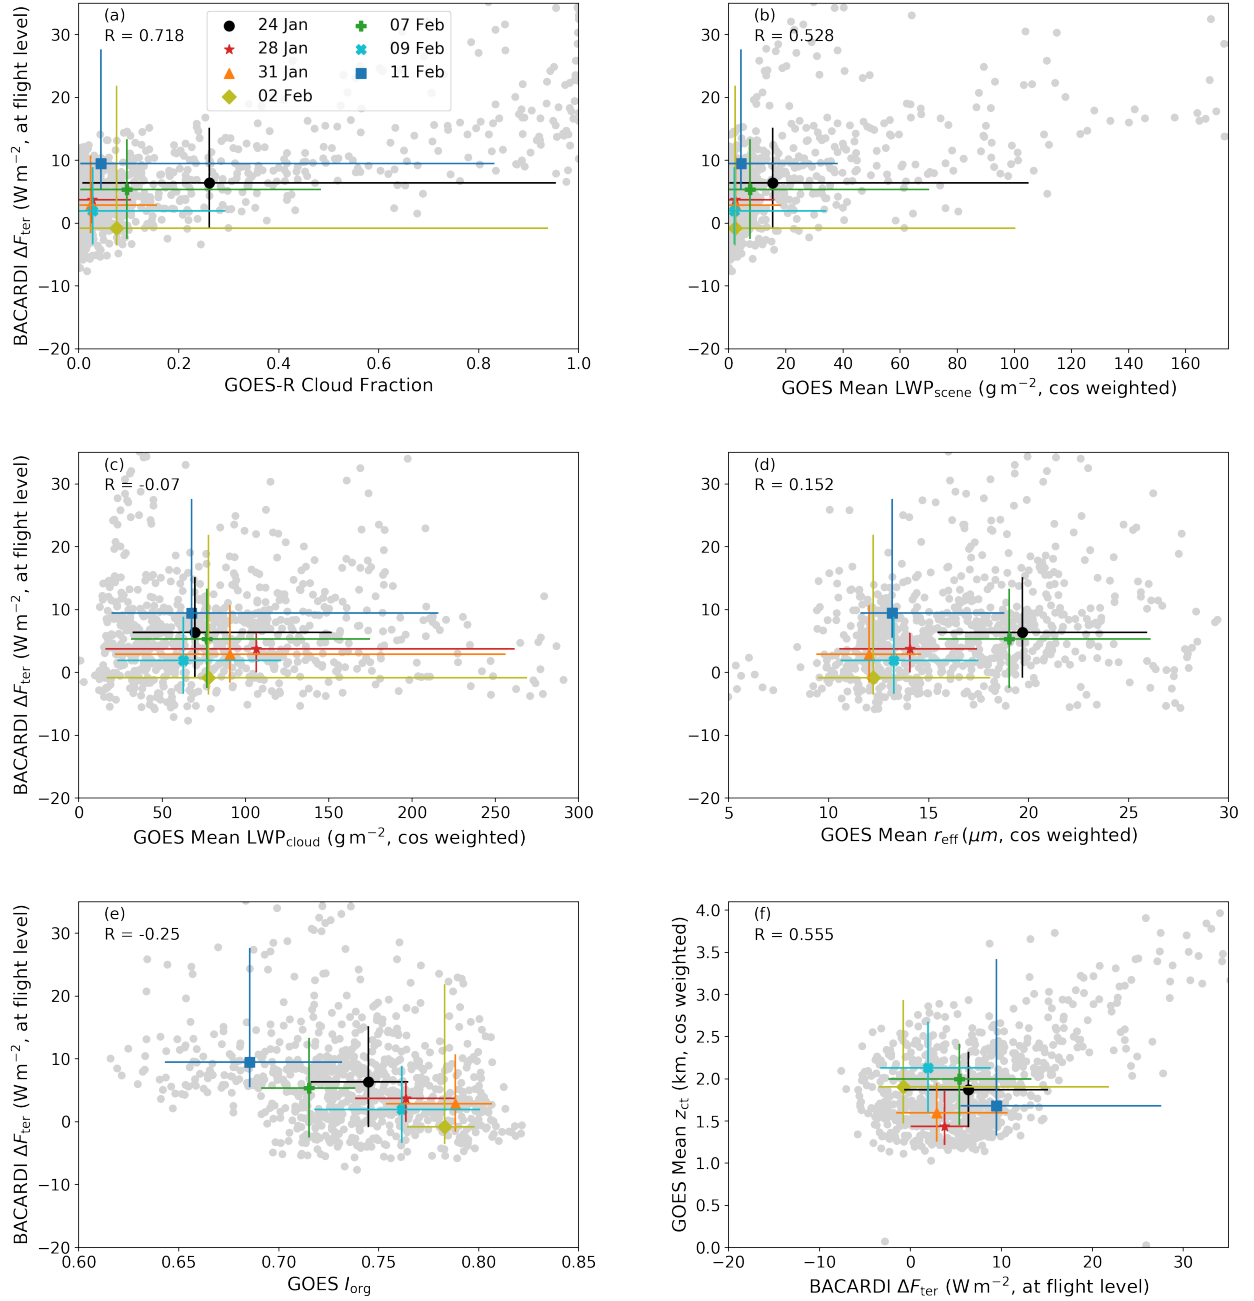 (a)
R = 0.718
24 Jan
28 Jan
31 Jan
02 Feb
07 Feb
09 Feb
11 Feb
BACARDI ΔF_ter (W m⁻², at flight level)
30
20
10
0
−10
−20
0.0 0.2 0.4 0.6 0.8 1.0
GOES-R Cloud Fraction
(b)
R = 0.528
30
20
10
0
−10
−20
0 20 40 60 80 100 120 140 160
GOES Mean LWP_scene (g m⁻², cos weighted)
(c)
R = -0.07
BACARDI ΔF_ter (W m⁻², at flight level)
30
20
10
0
−10
−20
0 50 100 150 200 250 300
GOES Mean LWP_cloud (g m⁻², cos weighted)
(d)
R = 0.152
30
20
10
0
−10
−20
5 10 15 20 25 30
GOES Mean r_eff (μm, cos weighted)
(e)
R = -0.25
BACARDI ΔF_ter (W m⁻², at flight level)
30
20
10
0
−10
−20
0.60 0.65 0.70 0.75 0.80 0.85
GOES I_org
(f)
R = 0.555
GOES Mean z_ct (km, cos weighted)
4.0
3.5
3.0
2.5
2.0
1.5
1.0
0.5
0.0
−20 −10 0 10 20 30
BACARDI ΔF_ter (W m⁻², at flight level)